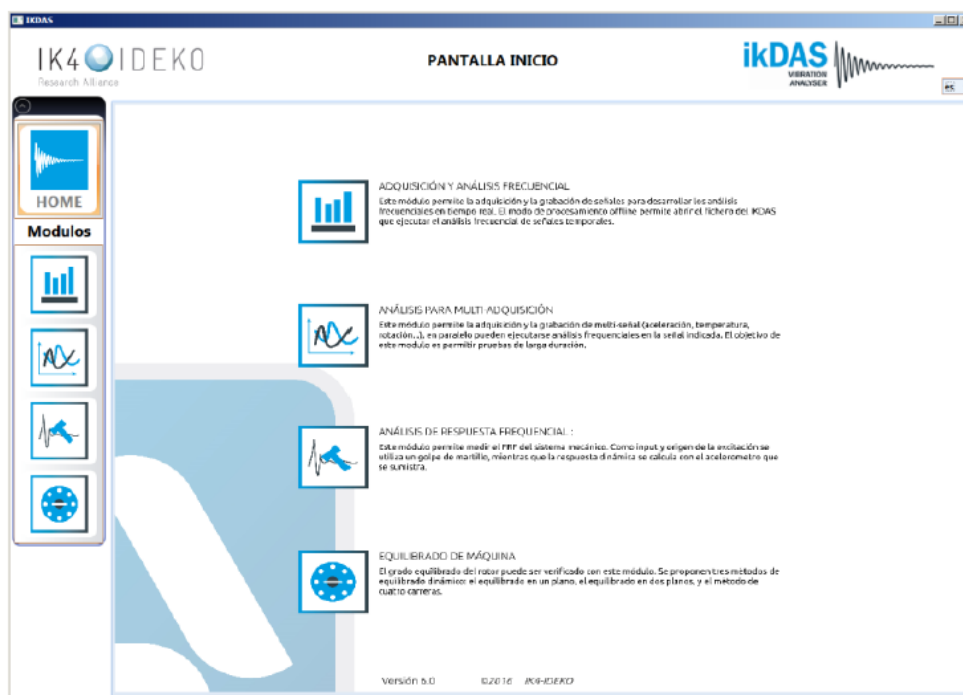 IKDAS
IK4 IDEKO
Research Alliance
PANTALLA INICIO
ikDAS
VIBRATION
ANALYSER
es
HOME
Modulos
ADQUISICIÓN Y ANÁLISIS FRECUENCIAL
Este módulo permite la adquisición y la grabación de señales para desarrollar los análisis
frecuenciales en tiempo real. El modo de procesamiento offline permite abrir el fichero del IKDAS
que ejecutar el análisis frecuencial de señales temporales.
ANÁLISIS PARA MULTI-ADQUISICIÓN
Este módulo permite la adquisición y la grabación de multi-señal (aceleración, temperatura,
rotación...), en paralelo pueden ejecutarse análisis frecuenciales en la señal indicada. El objetivo de
este modulo es permitir pruebas de larga duración.
ANÁLISIS DE RESPUESTA FREQUENCIAL :
Este módulo permite medir el FRF del sistema mecánico. Como input y origen de la excitación se
utiliza un golpe de martillo, mientras que la respuesta dinámica se calcula con el acelerometro que
se sumistra.
EQUILIBRADO DE MÁQUINA
El grado equilibrado del rotor puede ser verificado con este módulo. Se proponen tres métodos de
equilibrado dinámico: el equilibrado en un plano, el equilibrado en dos planos, y el método de
cuatro carreras.
Versión 6.0 ©2016 IK4-IDEKO